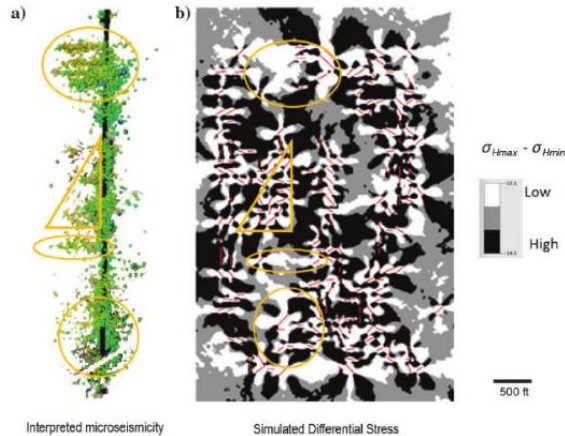 a)
b)
σHmax - σHmin
Low
High
500 ft
Interpreted microseismicity
Simulated Differential Stress